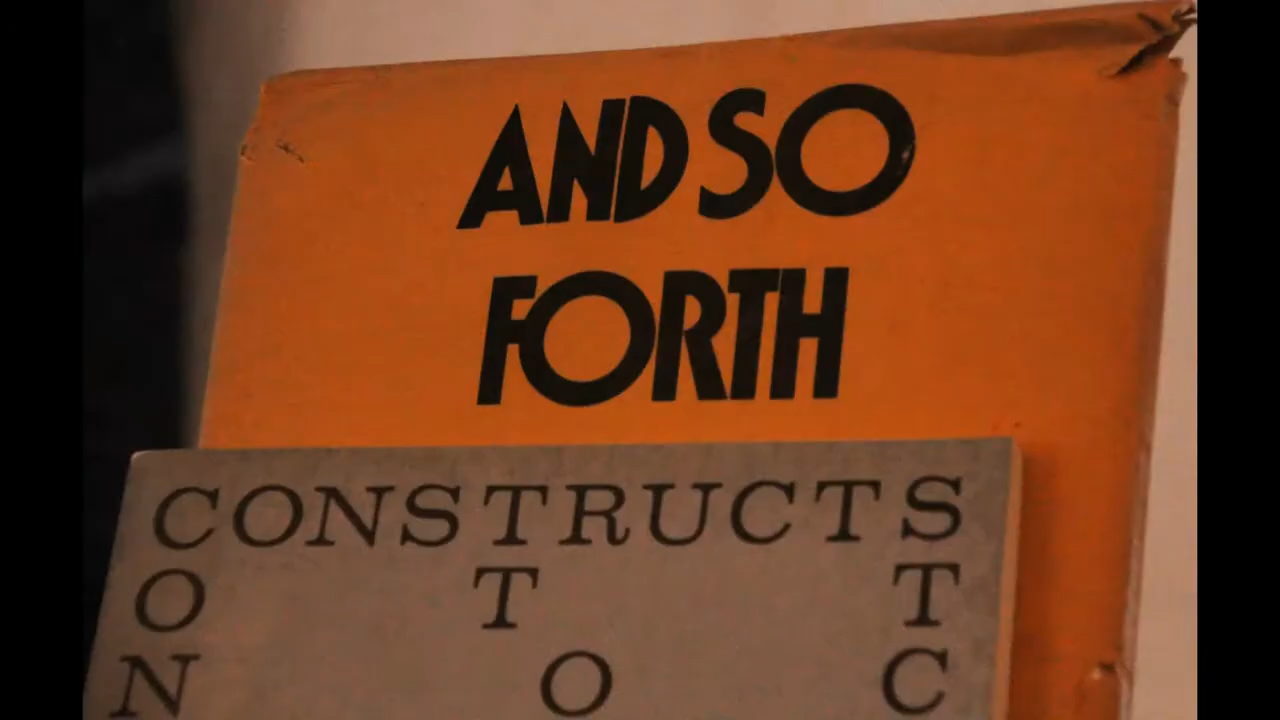 AND SO
FORTH
CONSTRUCTS
O T T
N O C